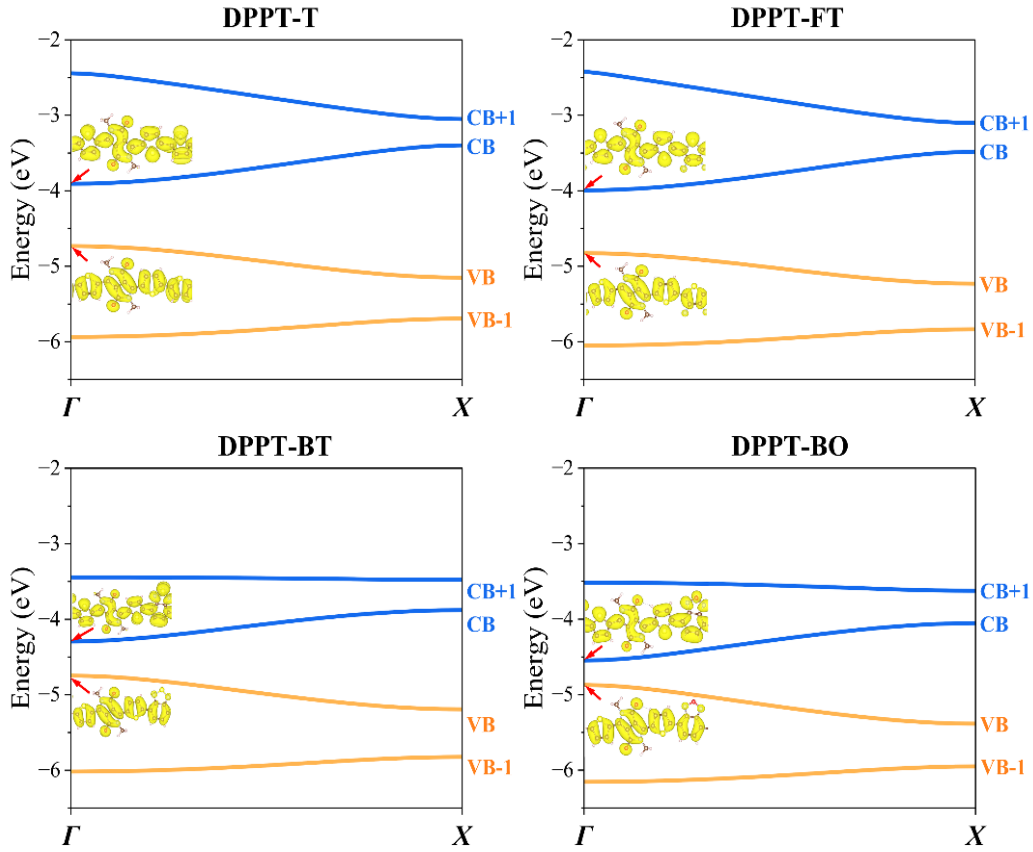 DPPT-T
Energy (eV)
−2
−3
−4
−5
−6
CB+1
CB
VB
VB-1
Γ
X
DPPT-FT
Energy (eV)
−2
−3
−4
−5
−6
CB+1
CB
VB
VB-1
Γ
X
DPPT-BT
Energy (eV)
−2
−3
−4
−5
−6
CB+1
CB
VB
VB-1
Γ
X
DPPT-BO
Energy (eV)
−2
−3
−4
−5
−6
CB+1
CB
VB
VB-1
Γ
X